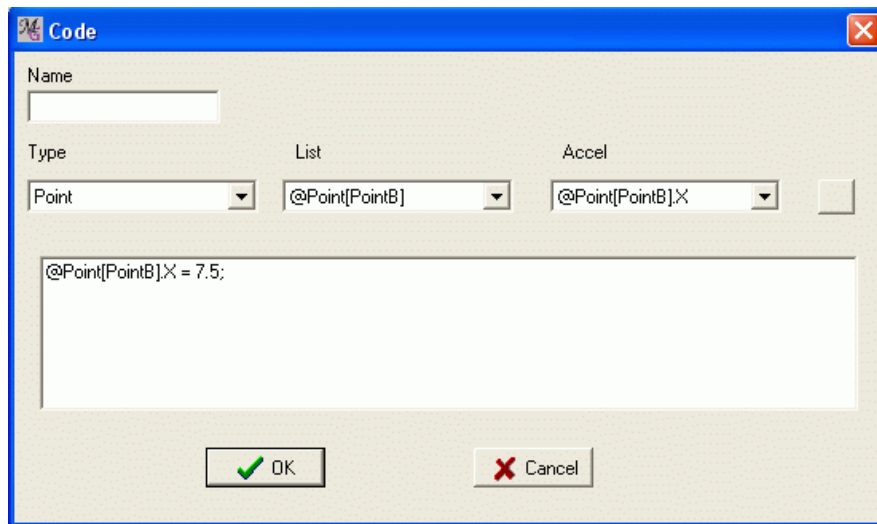 Code
Name
Type List Accel
Point @Point[PointB] @Point[PointB].X
@Point[PointB].X = 7.5;
OK Cancel